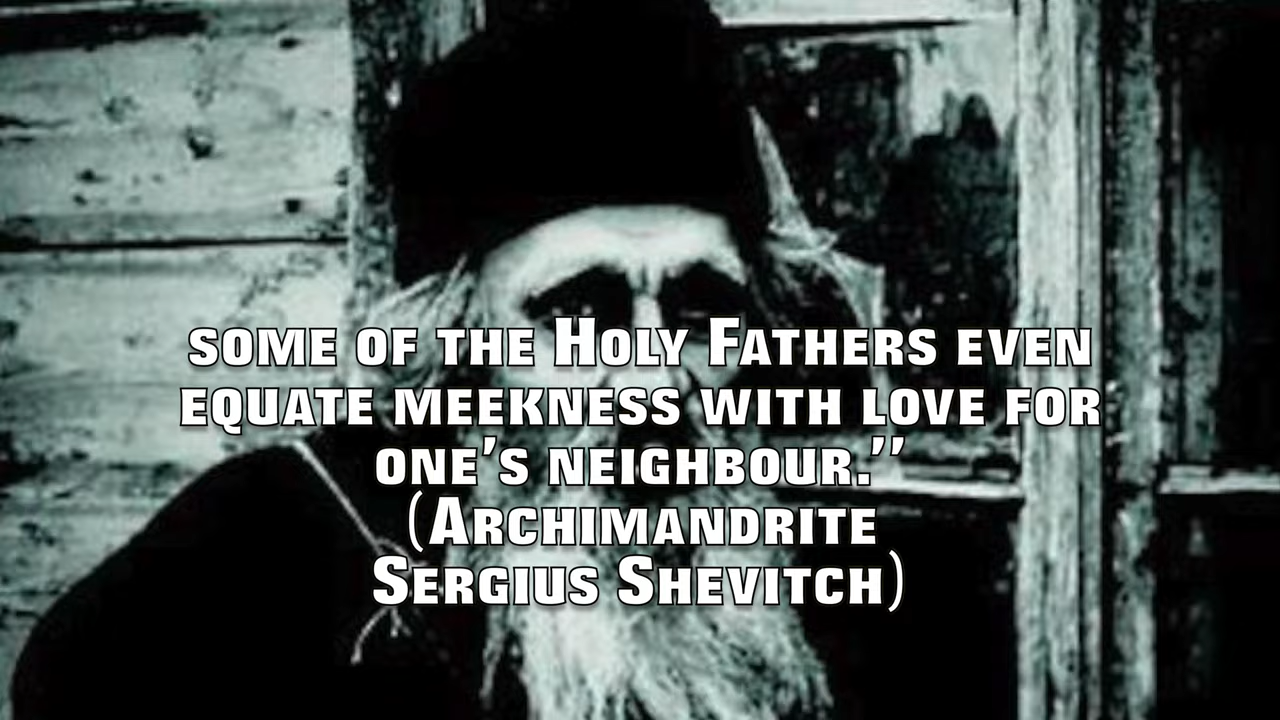 some of the Holy Fathers even
equate meekness with love for
one's neighbour.”
(Archimandrite
Sergius Shevitch)